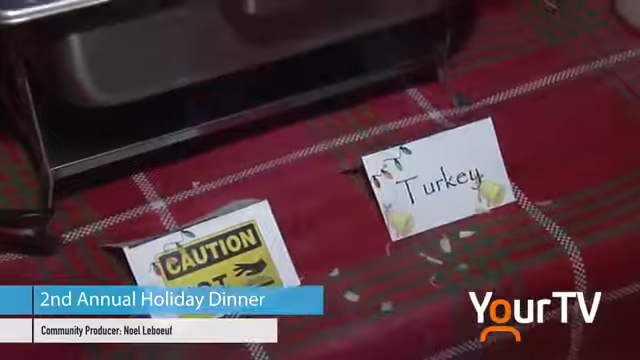 Turkey
CAUTION
2nd Annual Holiday Dinner
Community Producer: Noel Leboeuf
YourTV